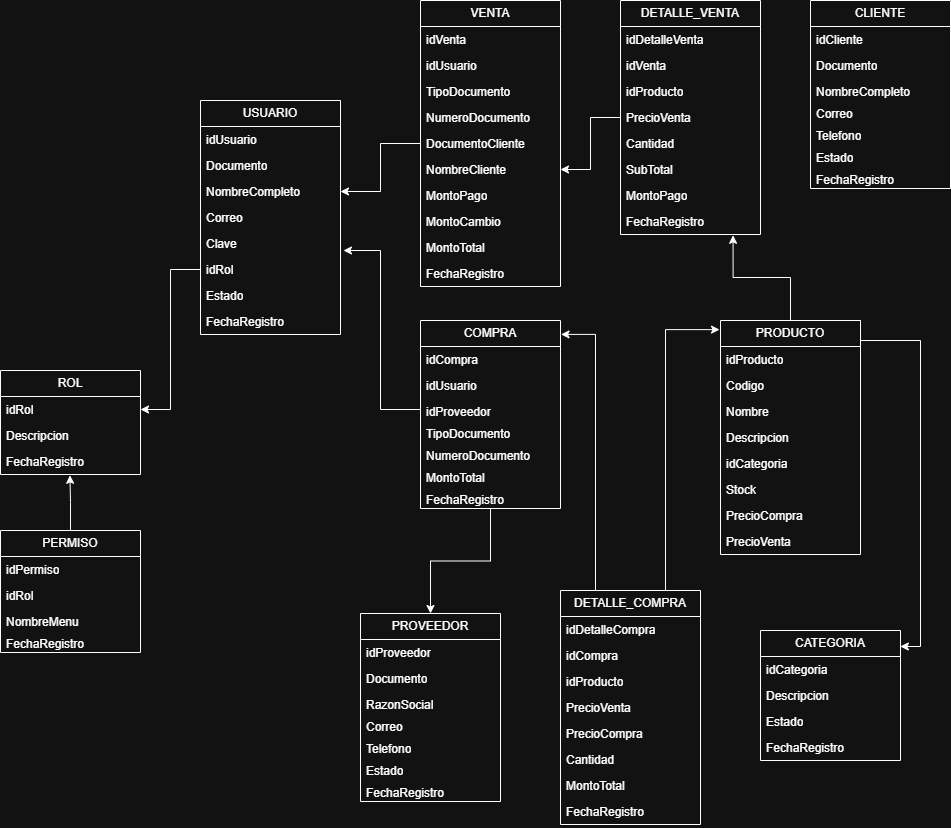 VENTA
idVenta
idUsuario
TipoDocumento
NumeroDocumento
DocumentoCliente
NombreCliente
MontoPago
MontoCambio
MontoTotal
FechaRegistro
DETALLE_VENTA
idDetalleVenta
idVenta
idProducto
PrecioVenta
Cantidad
SubTotal
MontoPago
FechaRegistro
CLIENTE
idCliente
Documento
NombreCompleto
Correo
Telefono
Estado
FechaRegistro
USUARIO
idUsuario
Documento
NombreCompleto
Correo
Clave
idRol
Estado
FechaRegistro
COMPRA
idCompra
idUsuario
idProveedor
TipoDocumento
NumeroDocumento
MontoTotal
FechaRegistro
PRODUCTO
idProducto
Codigo
Nombre
Descripcion
idCategoria
Stock
PrecioCompra
PrecioVenta
ROL
idRol
Descripcion
FechaRegistro
PERMISO
idPermiso
idRol
NombreMenu
FechaRegistro
PROVEEDOR
idProveedor
Documento
RazonSocial
Correo
Telefono
Estado
FechaRegistro
DETALLE_COMPRA
idDetalleCompra
idCompra
idProducto
PrecioVenta
PrecioCompra
Cantidad
MontoTotal
FechaRegistro
CATEGORIA
idCategoria
Descripcion
Estado
FechaRegistro